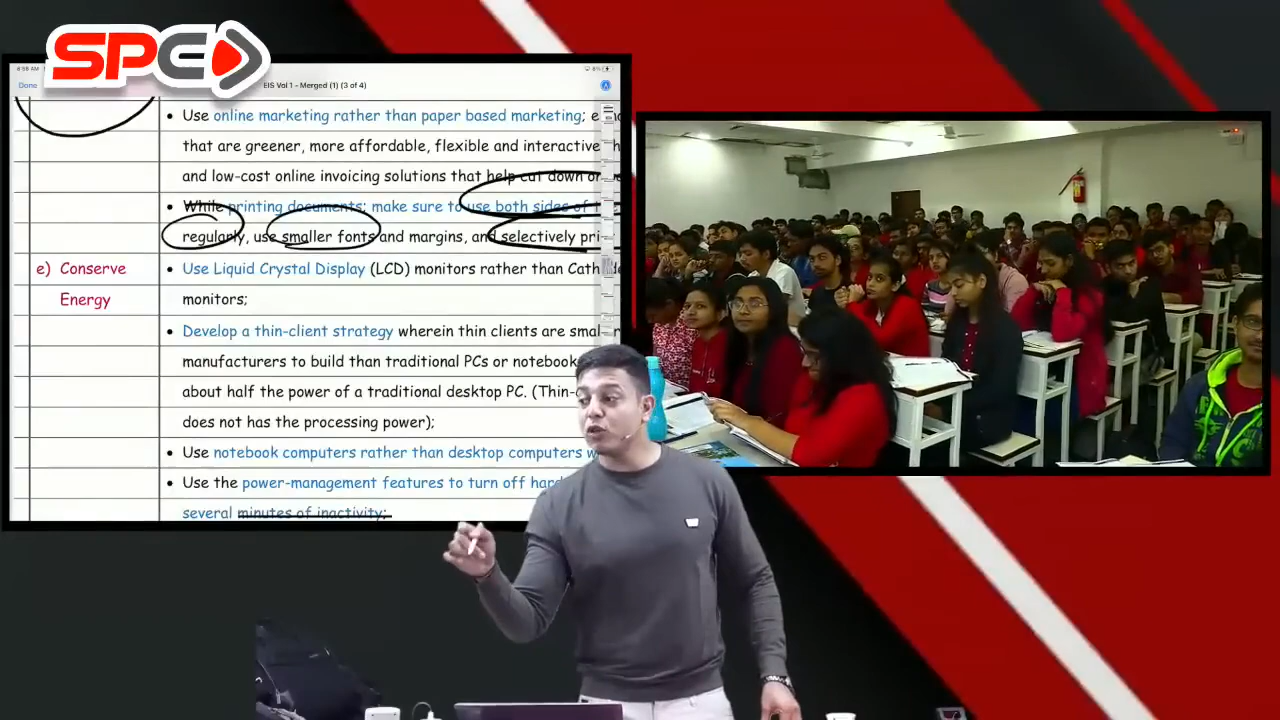 SPED
4:58 AM
8%
Done
EIS Vol 1 - Merged (1) (3 of 4)
• Use online marketing rather than paper based marketing;
that are greener, more affordable, flexible and interactive
and low-cost online invoicing solutions that help cut down on
• While printing documents; make sure to use both sides of
regularly, use smaller fonts and margins, and selectively pri
e) Conserve
Energy
• Use Liquid Crystal Display (LCD) monitors rather than Cath
monitors;
• Develop a thin-client strategy wherein thin clients are smal
manufacturers to build than traditional PCs or notebook
about half the power of a traditional desktop PC. (Thin-
does not has the processing power);
• Use notebook computers rather than desktop computers w
• Use the power-management features to turn off hard
several minutes of inactivity;